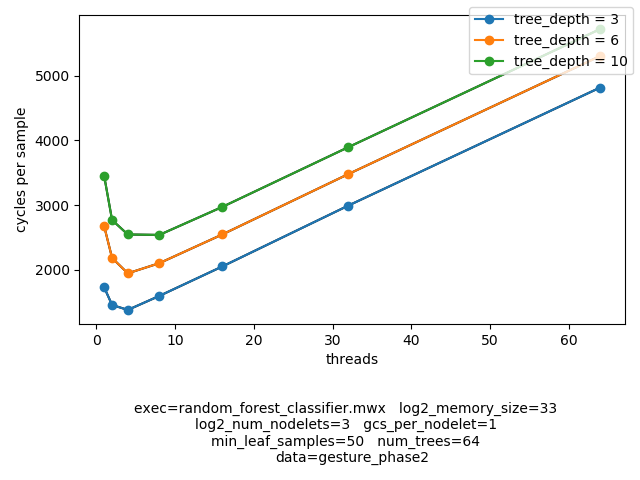 tree_depth = 3
tree_depth = 6
tree_depth = 10
5000
4000
3000
2000
cycles per sample
0 10 20 30 40 50 60
threads
exec=random_forest_classifier.mwx log2_memory_size=33
log2_num_nodelets=3 gcs_per_nodelet=1
min_leaf_samples=50 num_trees=64
data=gesture_phase2